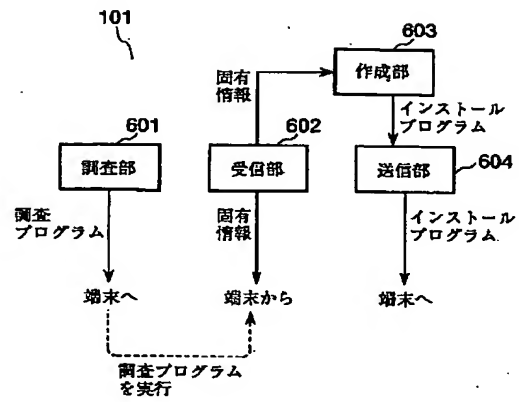 101
603
作成部
固有
情報
インストール
プログラム
601
調査部
602
受信部
送信部
604
調査
プログラム
固有
情報
インストール
プログラム
端末へ
端末から
端末へ
調査プログラム
を実行